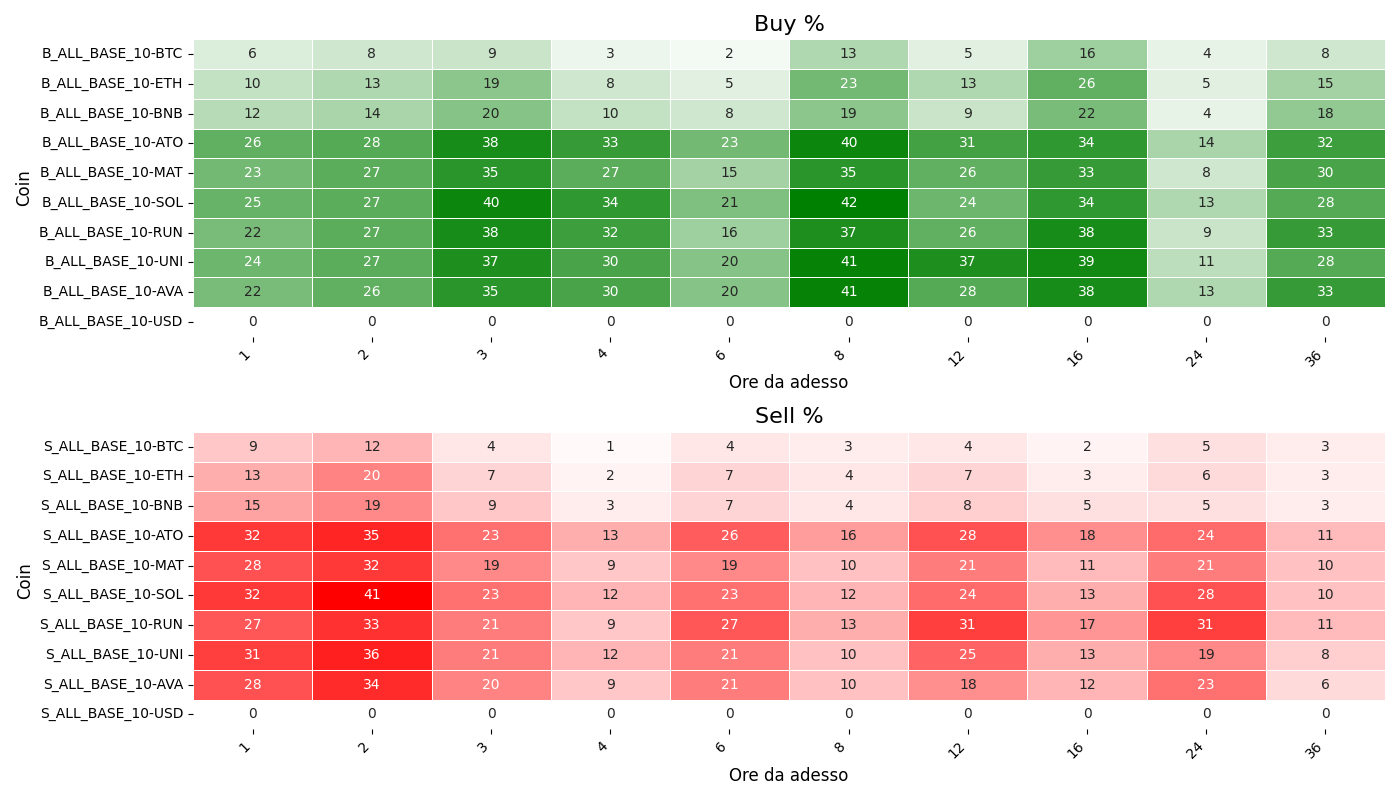 Buy %
Coin
B_ALL_BASE_10-BTC 6 8 9 3 2 13 5 16 4 8
B_ALL_BASE_10-ETH 10 13 19 8 5 23 13 26 5 15
B_ALL_BASE_10-BNB 12 14 20 10 8 19 9 22 4 18
B_ALL_BASE_10-ATO 26 28 38 33 23 40 31 34 14 32
B_ALL_BASE_10-MAT 23 27 35 27 15 35 26 33 8 30
B_ALL_BASE_10-SOL 25 27 40 34 21 42 24 34 13 28
B_ALL_BASE_10-RUN 22 27 38 32 16 37 26 38 9 33
B_ALL_BASE_10-UNI 24 27 37 30 20 41 37 39 11 28
B_ALL_BASE_10-AVA 22 26 35 30 20 41 28 38 13 33
B_ALL_BASE_10-USD 0 0 0 0 0 0 0 0 0 0
1 2 3 4 6 8 12 16 24 36
Ore da adesso
Sell %
Coin
S_ALL_BASE_10-BTC 9 12 4 1 4 3 4 2 5 3
S_ALL_BASE_10-ETH 13 20 7 2 7 4 7 3 6 3
S_ALL_BASE_10-BNB 15 19 9 3 7 4 8 5 5 3
S_ALL_BASE_10-ATO 32 35 23 13 26 16 28 18 24 11
S_ALL_BASE_10-MAT 28 32 19 9 19 10 21 11 21 10
S_ALL_BASE_10-SOL 32 41 23 12 23 12 24 13 28 10
S_ALL_BASE_10-RUN 27 33 21 9 27 13 31 17 31 11
S_ALL_BASE_10-UNI 31 36 21 12 21 10 25 13 19 8
S_ALL_BASE_10-AVA 28 34 20 9 21 10 18 12 23 6
S_ALL_BASE_10-USD 0 0 0 0 0 0 0 0 0 0
1 2 3 4 6 8 12 16 24 36
Ore da adesso